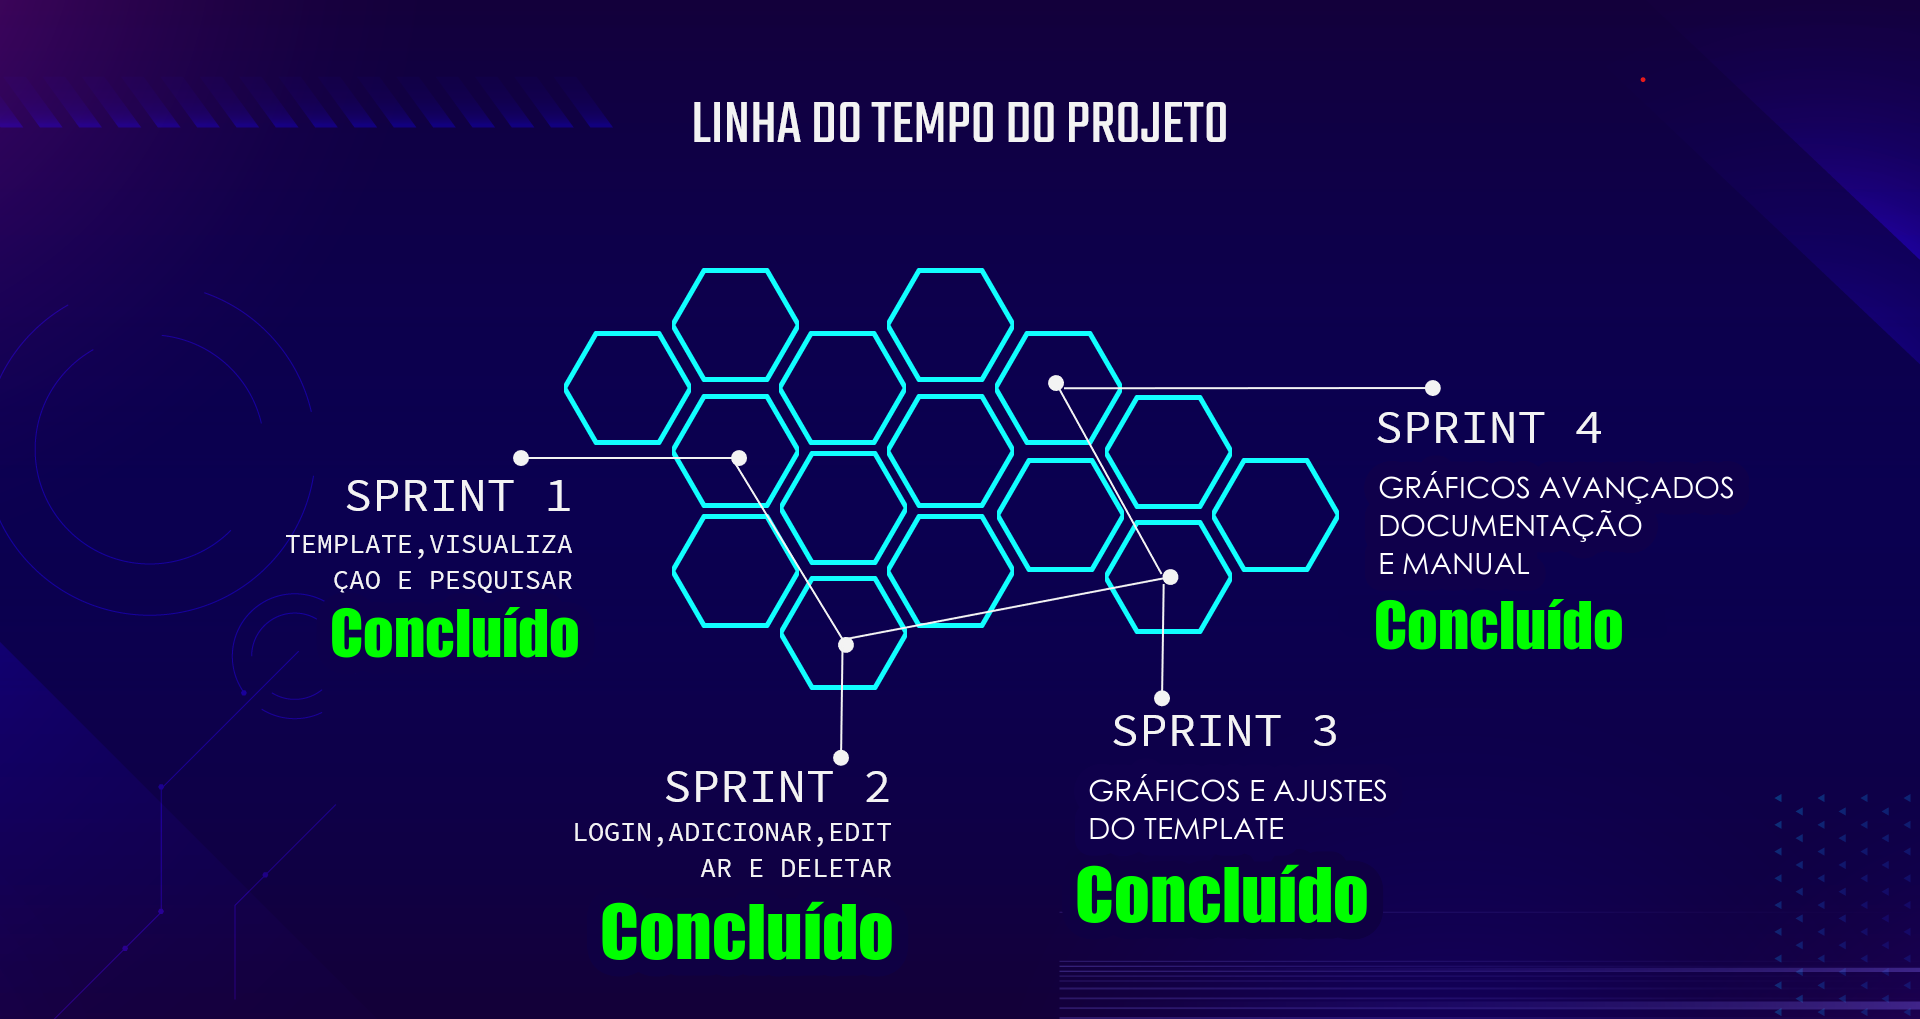 LINHA DO TEMPO DO PROJETO
SPRINT 1
TEMPLATE,VISUALIZA
ÇAO E PESQUISAR
Concluído
SPRINT 2
LOGIN,ADICIONAR,EDIT
AR E DELETAR
Concluído
SPRINT 3
GRÁFICOS E AJUSTES
DO TEMPLATE
Concluído
SPRINT 4
GRÁFICOS AVANÇADOS
DOCUMENTAÇÃO
E MANUAL
Concluído